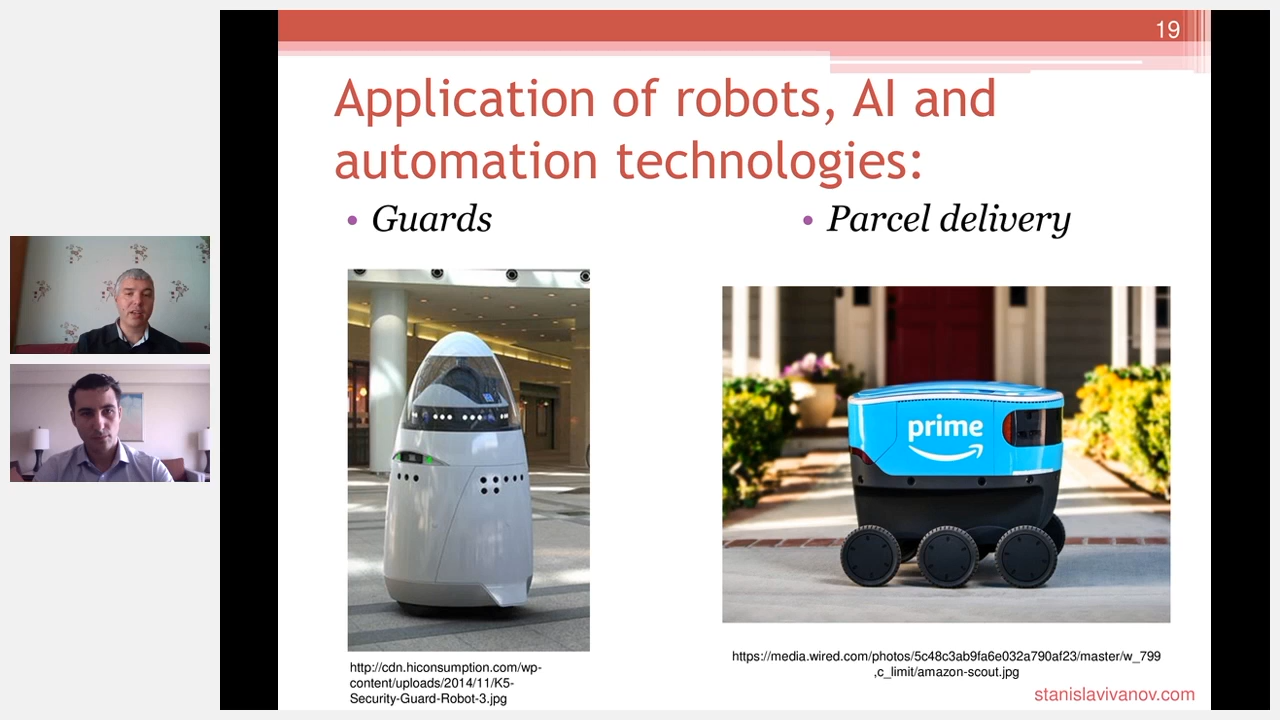 19
Application of robots, AI and
automation technologies:
• Guards
• Parcel delivery
prime
http://cdn.hiconsumption.com/wp-
content/uploads/2014/11/K5-
Security-Guard-Robot-3.jpg
https://media.wired.com/photos/5c48c3ab9fa6e032a790af23/master/w_799
,c_limit/amazon-scout.jpg
stanislavivanov.com